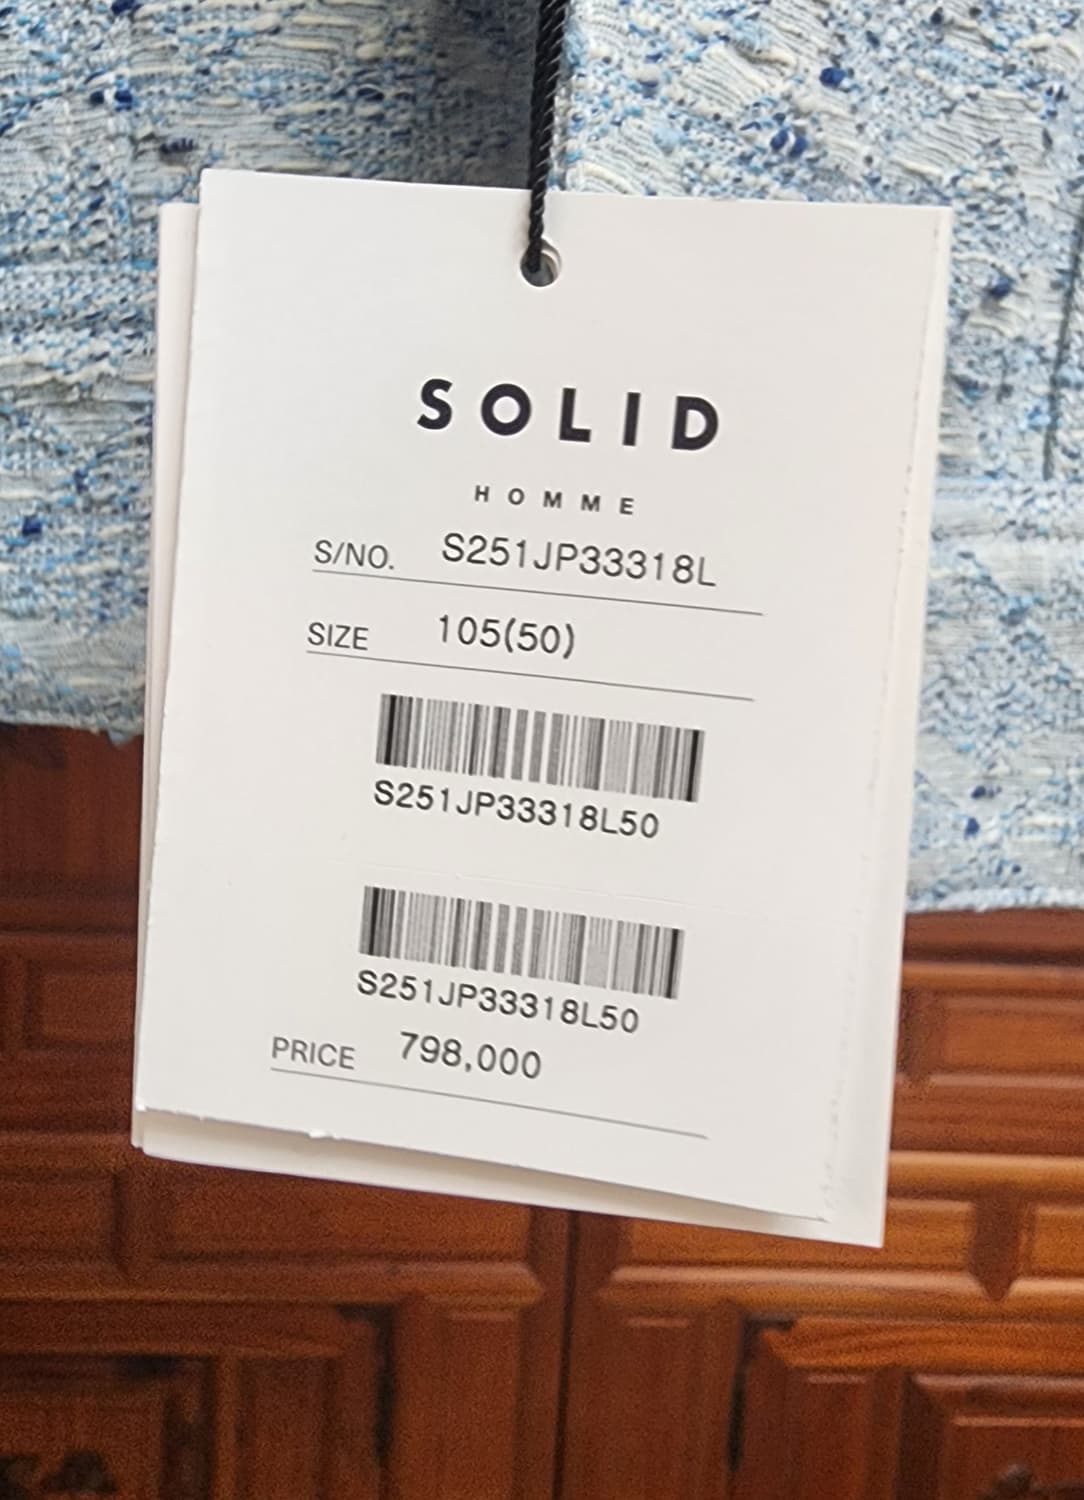 SOLID
HOMME
S/NO. S251JP33318L
SIZE 105(50)
S251JP33318L50
S251JP33318L50
PRICE 798,000